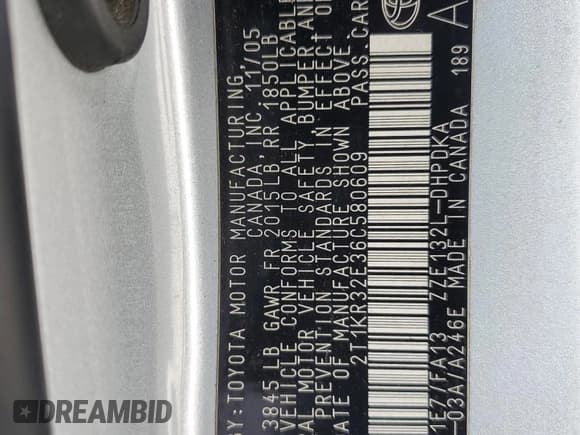 BY: TOYOTA MOTOR MANUFACTURING,
CANADA, INC. 11/05
3845 LB GAWR FR 2015LB RR 1850LB
VEHICLE CONFORMS TO ALL APPLICABLE
RAL MOTOR VEHICLE SAFETY, BUMPER AND
PREVENTION STANDARDS IN EFFECT ON
ATE OF MANUFACTURE SHOWN ABOVE.
2T1KR32E36C580609 PASS.CAR
1E7/FA13 ZZE132L-DHPDKA
-03A/A246E MADE IN CANADA 189
A
DREAMBID